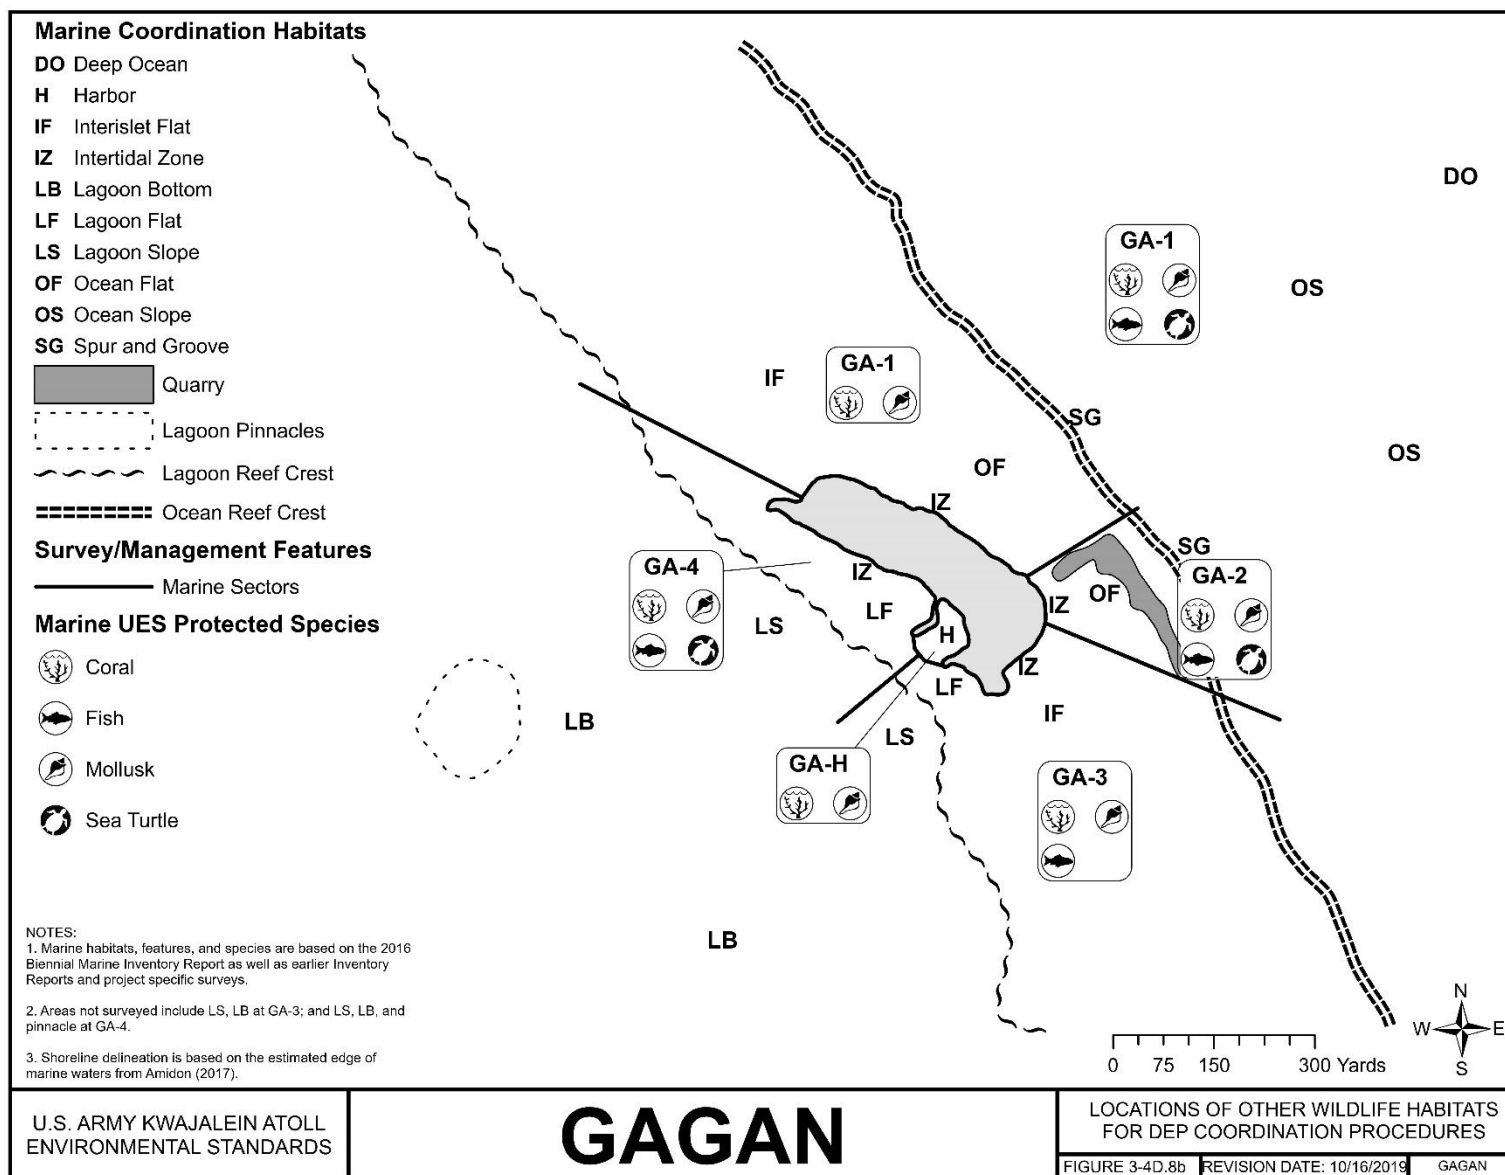 Marine Coordination Habitats
DO Deep Ocean
H Harbor
IF Interislet Flat
IZ Intertidal Zone
LB Lagoon Bottom
LF Lagoon Flat
LS Lagoon Slope
OF Ocean Flat
OS Ocean Slope
SG Spur and Groove
Quarry
Lagoon Pinnacles
Lagoon Reef Crest
Ocean Reef Crest
Survey/Management Features
Marine Sectors
Marine UES Protected Species
Coral
Fish
Mollusk
Sea Turtle
DO
GA-1
OS
GA-1
IF
SG
OS
OF
IZ
SG
GA-4
IZ
GA-2
OF
IZ
LF
LS
H
IZ
LF
IF
LB
LS
GA-H
GA-3
LB
NOTES:
1. Marine habitats, features, and species are based on the 2016
Biennial Marine Inventory Report as well as earlier Inventory
Reports and project specific surveys.
2. Areas not surveyed include LS, LB at GA-3; and LS, LB, and
pinnacle at GA-4.
3. Shoreline delineation is based on the estimated edge of
marine waters from Amidon (2017).
N
W E
S
0 75 150 300 Yards
U.S. ARMY KWAJALEIN ATOLL
ENVIRONMENTAL STANDARDS
GAGAN
LOCATIONS OF OTHER WILDLIFE HABITATS
FOR DEP COORDINATION PROCEDURES
FIGURE 3-4D.8b REVISION DATE: 10/16/2019 GAGAN